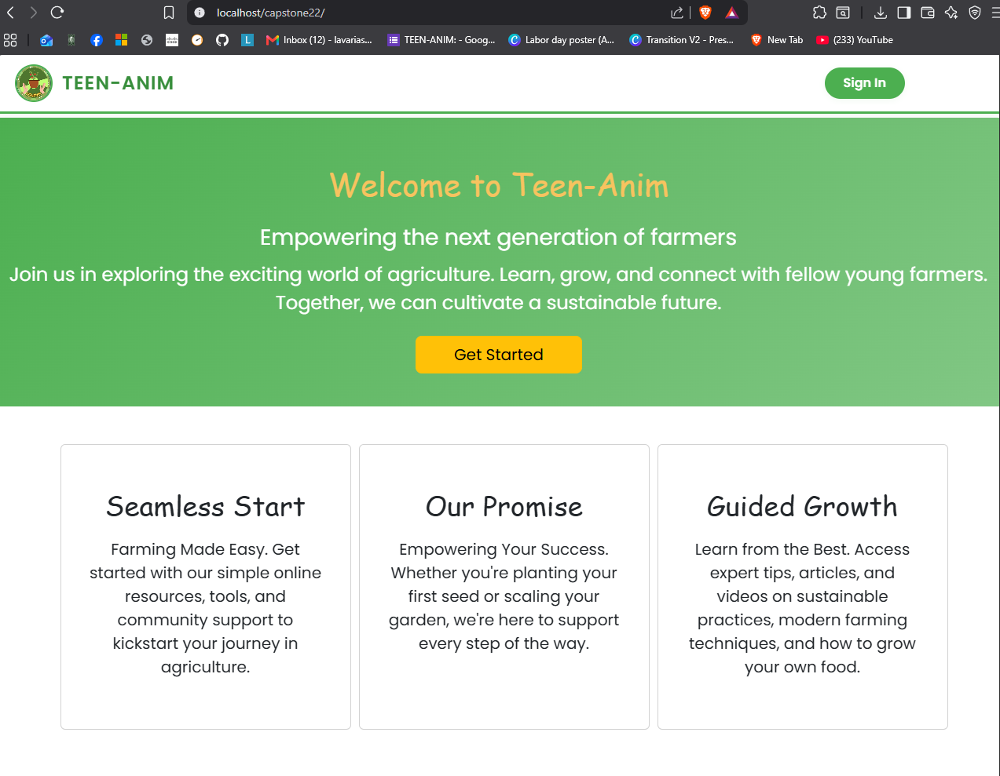 localhost/capstone22/
Inbox (12) - lavarias...
TEEN-ANIM: - Goog...
Labor day poster (A...
Transition V2 - Pres...
New Tab
(233) YouTube
TEEN-ANIM
Sign In
Welcome to Teen-Anim
Empowering the next generation of farmers
Join us in exploring the exciting world of agriculture. Learn, grow, and connect with fellow young farmers.
Together, we can cultivate a sustainable future.
Get Started
Seamless Start
Farming Made Easy. Get
started with our simple online
resources, tools, and
community support to
kickstart your journey in
agriculture.
Our Promise
Empowering Your Success.
Whether you're planting your
first seed or scaling your
garden, we're here to support
every step of the way.
Guided Growth
Learn from the Best. Access
expert tips, articles, and
videos on sustainable
practices, modern farming
techniques, and how to grow
your own food.